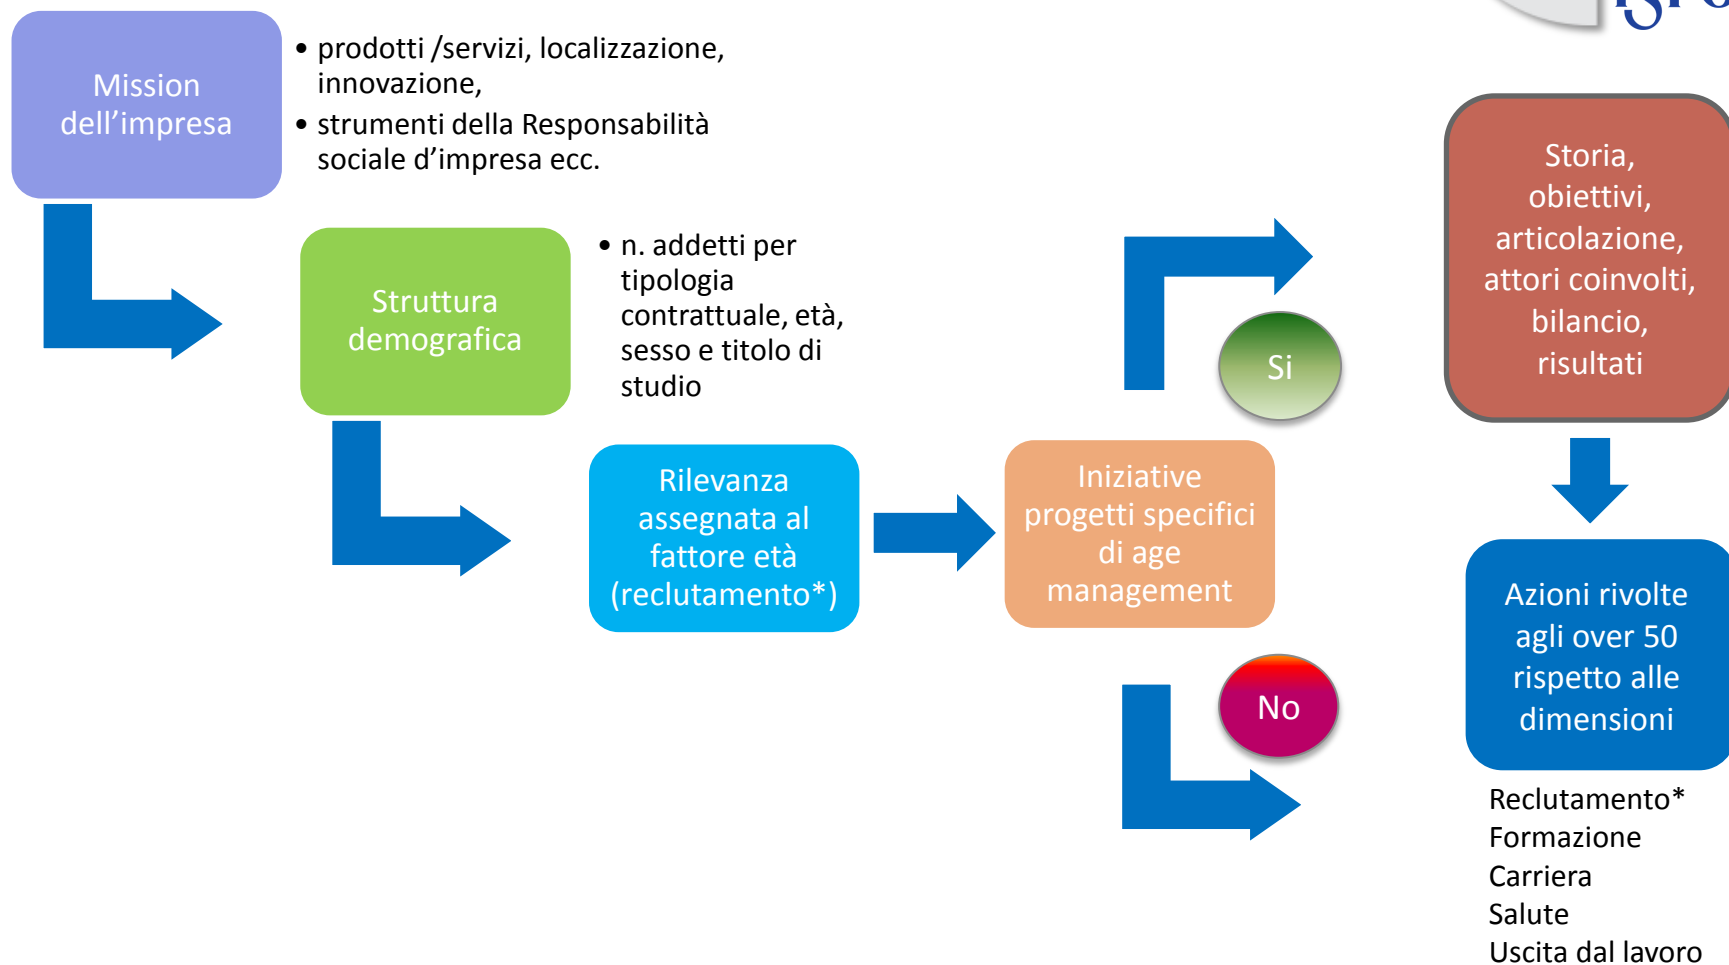 Mission
dell’impresa
• prodotti /servizi, localizzazione,
innovazione,
• strumenti della Responsabilità
sociale d’impresa ecc.
Struttura
demografica
• n. addetti per
tipologia
contrattuale, età,
sesso e titolo di
studio
Rilevanza
assegnata al
fattore età
(reclutamento*)
Iniziative
progetti specifici
di age
management
Si
No
Storia,
obiettivi,
articolazione,
attori coinvolti,
bilancio,
risultati
Azioni rivolte
agli over 50
rispetto alle
dimensioni
Reclutamento*
Formazione
Carriera
Salute
Uscita dal lavoro